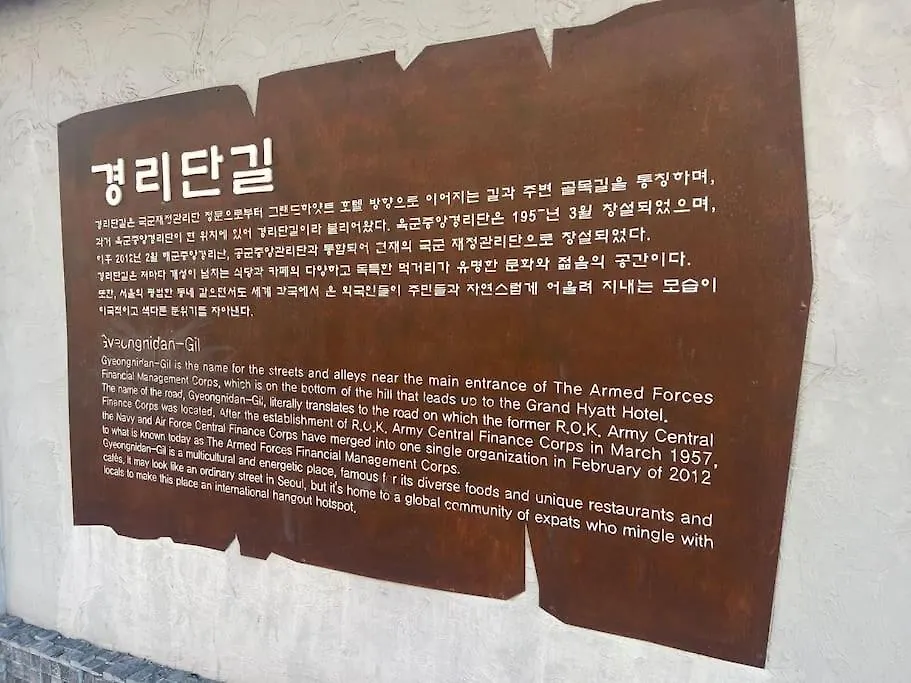 경리단길
경리단길은 국군재정관리단 정문으로부터 그랜드하얏트 호텔 방향으로 이어지는 길과 주변 골목길을 통칭하며,
과거 육군중앙경리단이 현 위치에 있어 경리단길이라 불리어왔다. 육군중앙경리단은 1957년 3월 창설되었으며,
이후 2012년 2월 해군중앙경리단, 공군중앙관리단과 통합되어 현재의 국군 재정관리단으로 창설되었다.
경리단길은 저마다 개성이 넘치는 식당과 카페의 다양하고 독특한 먹거리가 유명한 문화와 젊음의 공간이다.
또한, 서울의 평범한 동네 같으면서도 세계 각국에서 온 외국인들이 주민들과 자연스럽게 어울려 지내는 모습이
이국적이고 색다른 분위기를 자아낸다.
Gyeongnidan-Gil
Gyeongnidan-Gil is the name for the streets and alleys near the main entrance of The Armed Forces
Financial Management Corps, which is on the bottom of the hill that leads up to the Grand Hyatt Hotel.
The name of the road, Gyeongnidan-Gil, literally translates to the road on which the former R.O.K. Army Central
Finance Corps was located. After the establishment of R.O.K. Army Central Finance Corps in March 1957,
the Navy and Air Force Central Finance Corps have merged into one single organization in February of 2012
to what is known today as The Armed Forces Financial Management Corps.
Gyeongnidan-Gil is a multicultural and energetic place, famous for its diverse foods and unique restaurants and
cafés, it may look like an ordinary street in Seoul, but it's home to a global community of expats who mingle with
locals to make this place an international hangout hotspot.